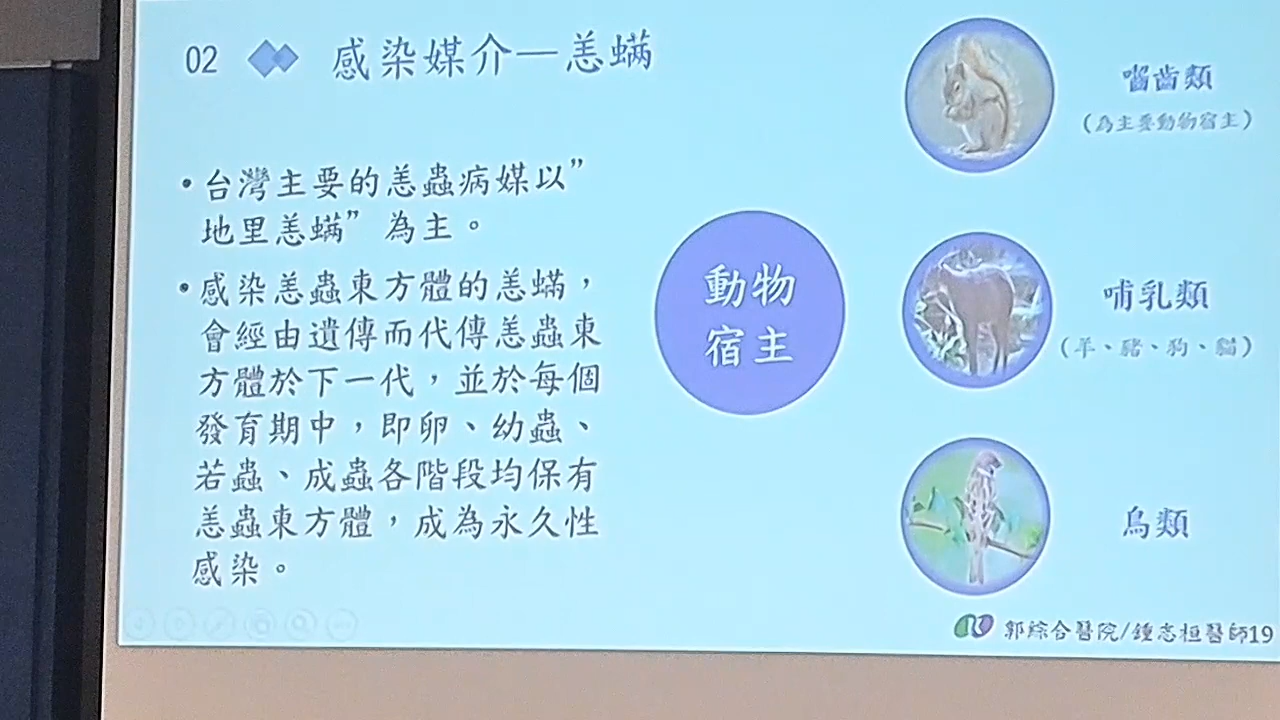 02 感染媒介—恙螨
• 台灣主要的恙蟲病媒以”
地里恙螨” 為主。
• 感染恙蟲東方體的恙螨，
會經由遺傳而代傳恙蟲東
方體於下一代，並於每個
發育期中，即卵、幼蟲、
若蟲、成蟲各階段均保有
恙蟲東方體，成為永久性
感染。
動物
宿主
嚙齒類
(為主要動物宿主)
哺乳類
(羊、豬、狗、貓)
鳥類
郭綜合醫院/鍾志桓醫師19